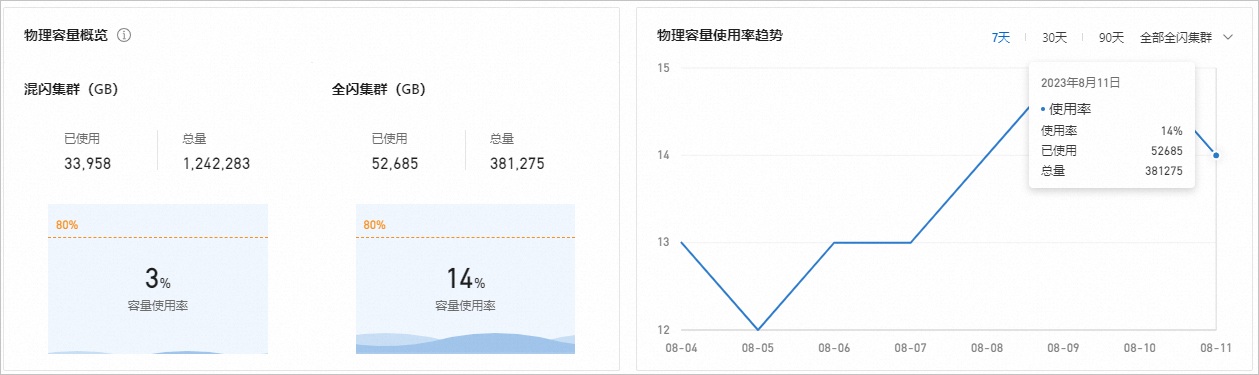 物理容量概览
混闪集群（GB）
已使用 总量
33,958 1,242,283
80%
3%
容量使用率
全闪集群（GB）
已使用 总量
52,685 381,275
80%
14%
容量使用率
物理容量使用率趋势
7天 30天 90天 全部全闪集群
15
14
13
12
2023年8月11日
使用率
使用率 14%
已使用 52685
总量 381275
08-04 08-05 08-06 08-07 08-08 08-09 08-10 08-11